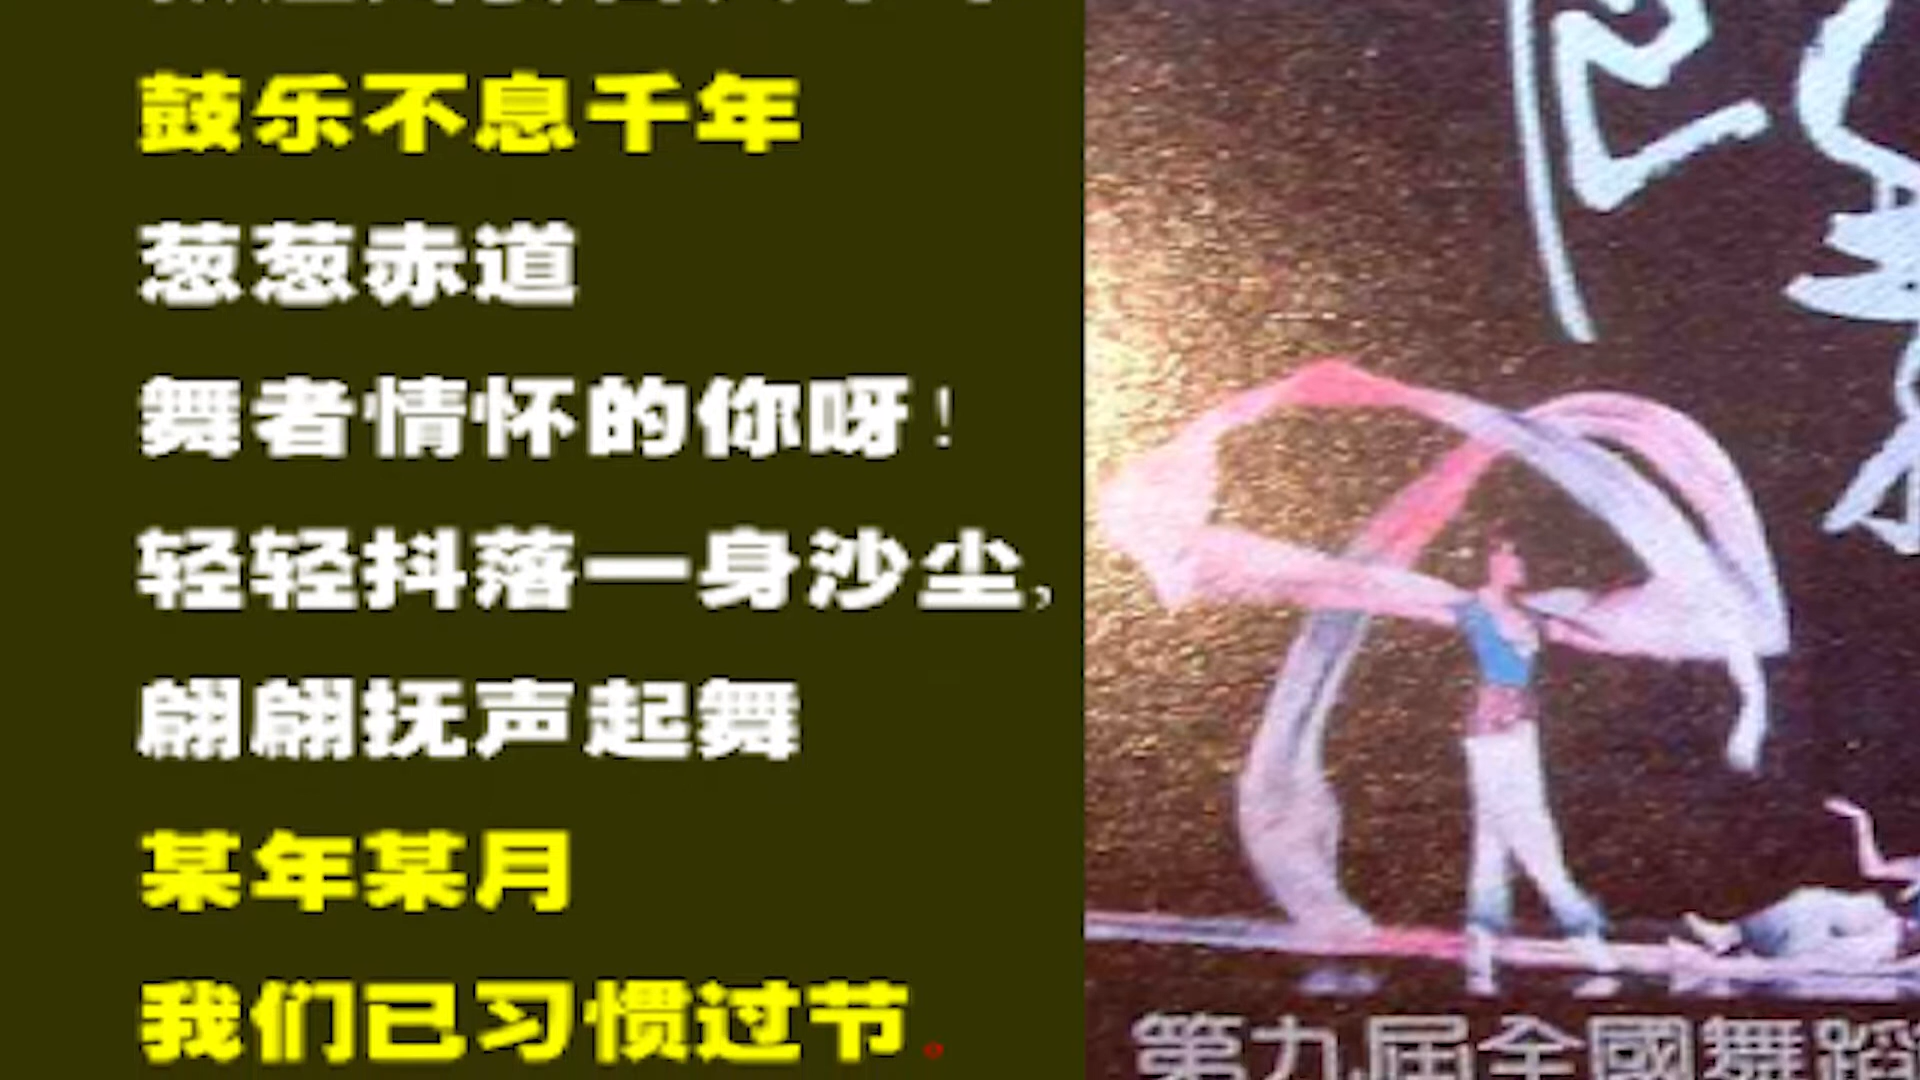 鼓乐不息千年
葱葱赤道
舞者情怀的你呀！
轻轻抖落一身沙尘，
翩翩抚声起舞
某年某月
我们已习惯过节。
第九屆全國舞蹈